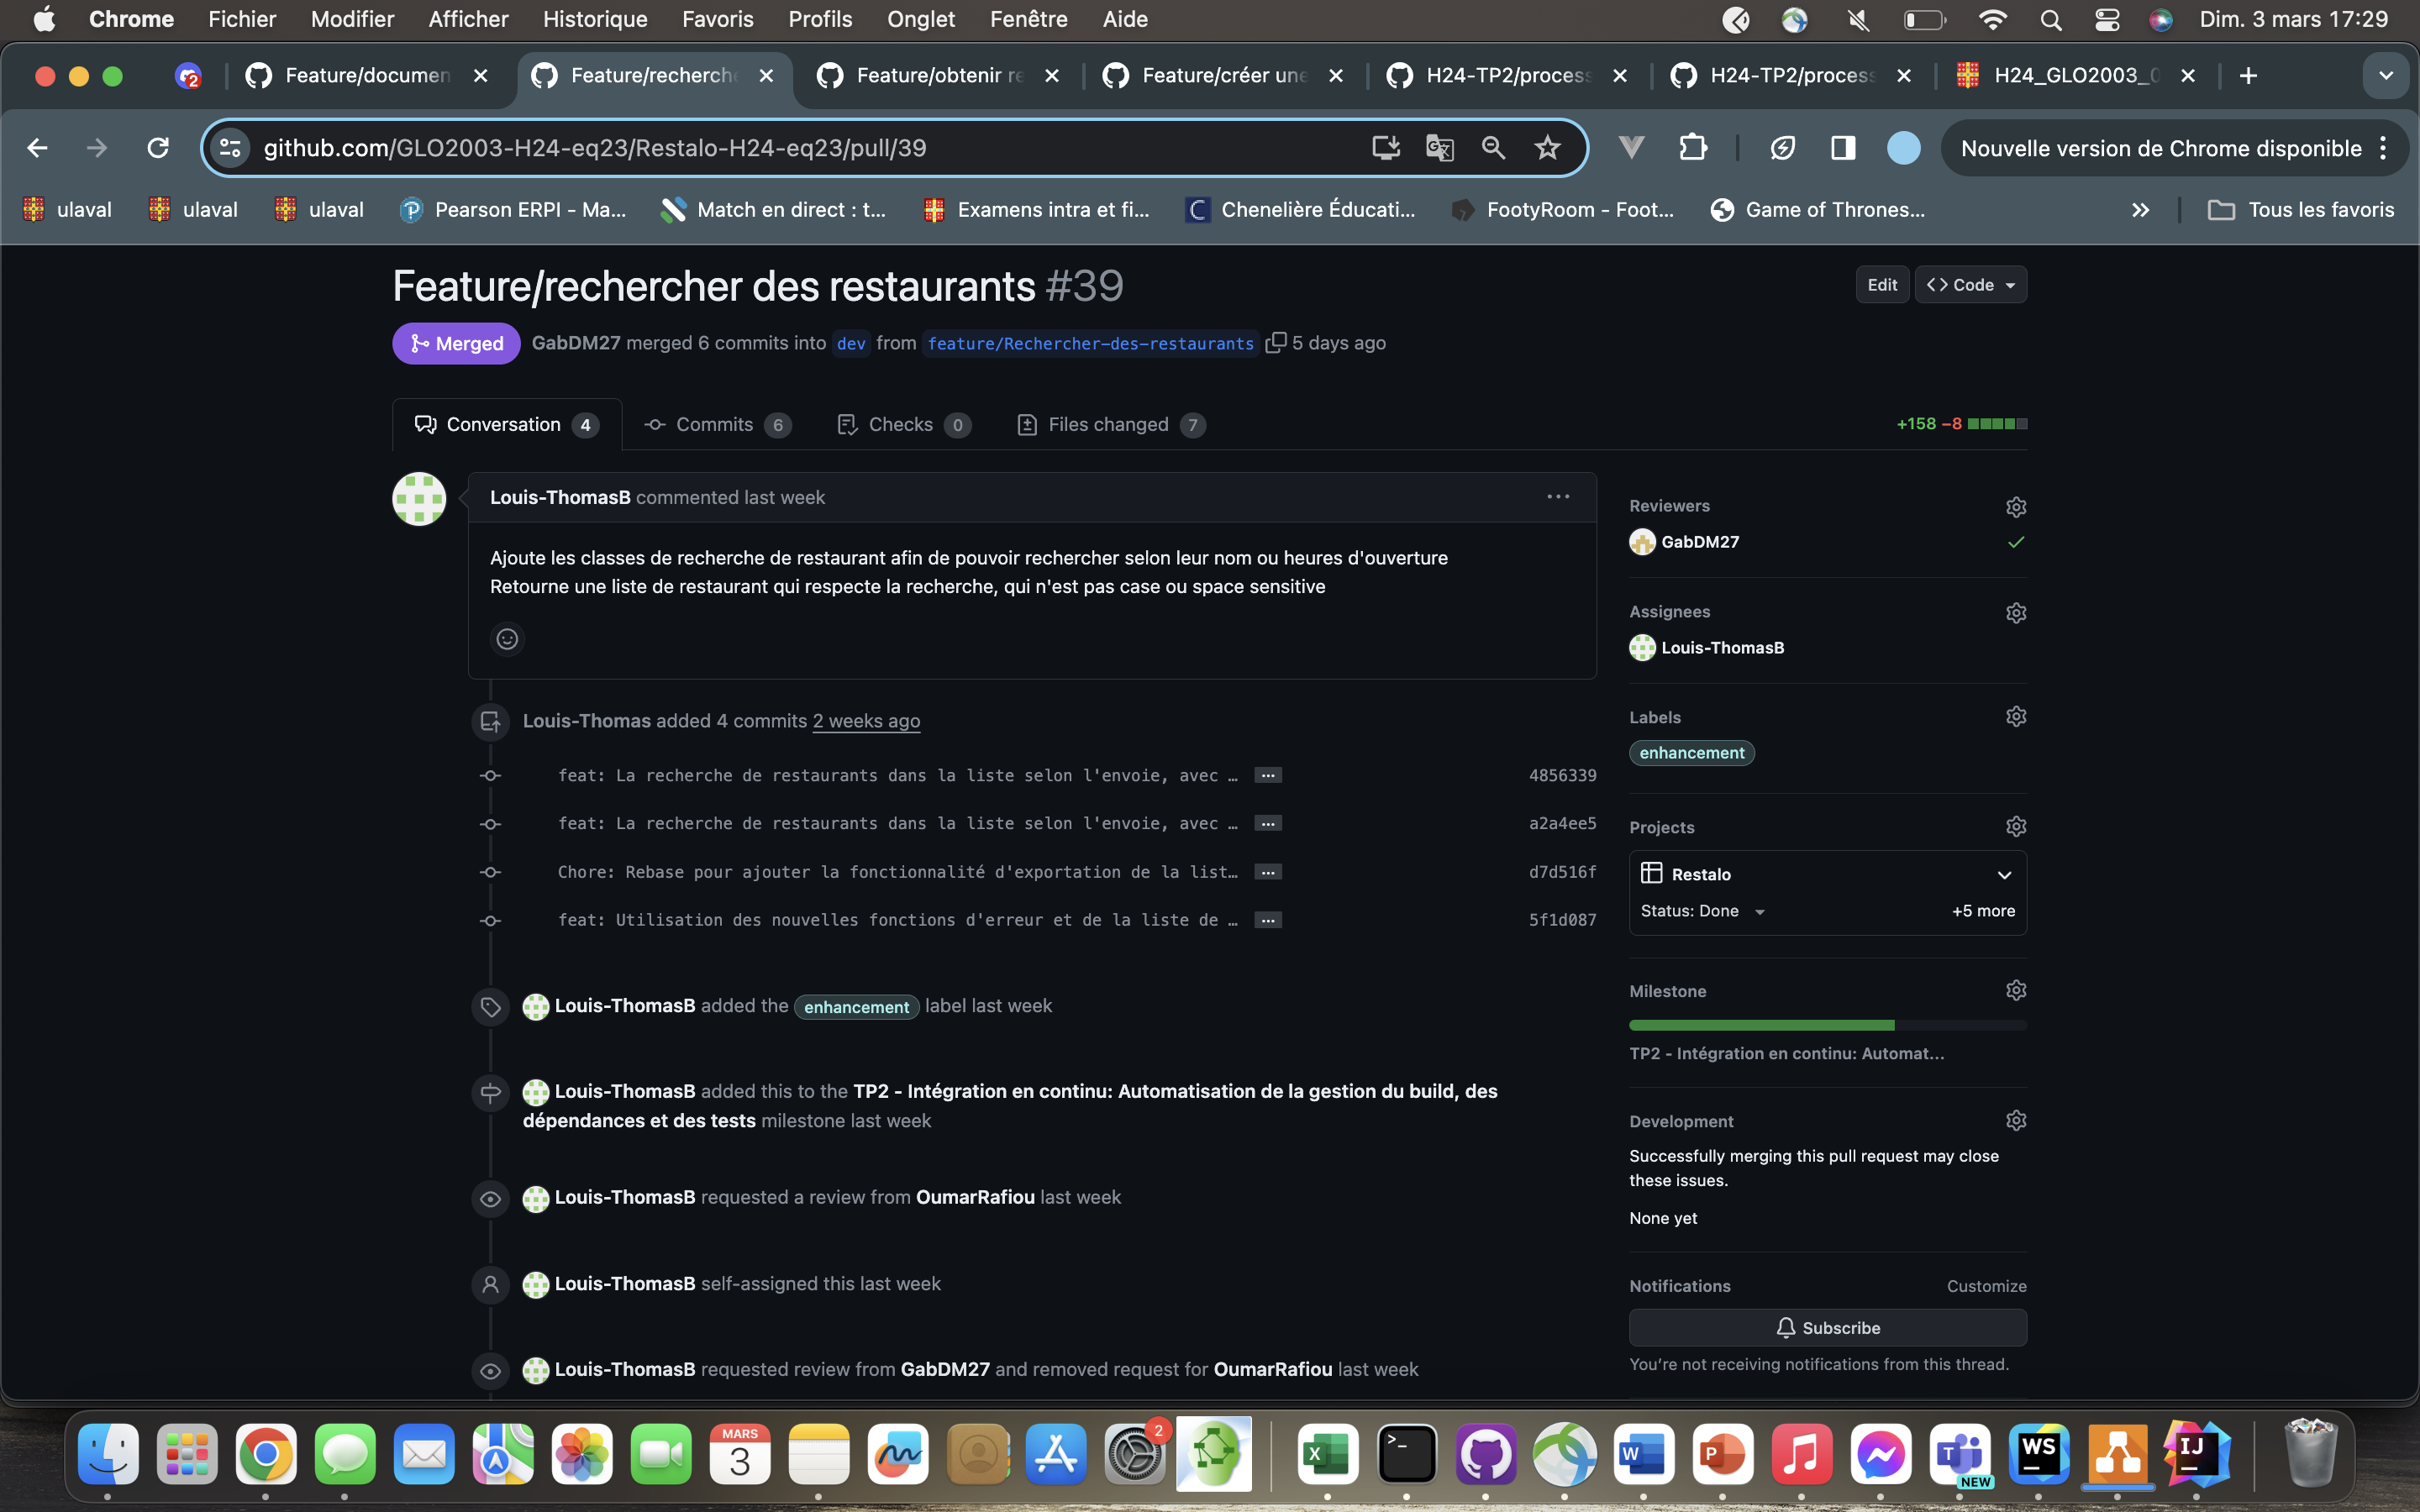 Chrome Fichier Modifier Afficher Historique Favoris Profils Onglet Fenêtre Aide Dim. 3 mars 17:29
2 Feature/documen Feature/recherche Feature/obtenir re Feature/créer une H24-TP2/process H24-TP2/process H24_GLO2003_
github.com/GLO2003-H24-eq23/Restalo-H24-eq23/pull/39 Nouvelle version de Chrome disponible
ulaval ulaval ulaval Pearson ERPI - Ma... Match en direct : t... Examens intra et fi... Chenelière Éducati... FootyRoom - Foot... Game of Thrones... Tous les favoris
Feature/rechercher des restaurants #39
Edit Code
Merged GabDM27 merged 6 commits into dev from feature/Rechercher-des-restaurants 5 days ago
Conversation 4 Commits 6 Checks 0 Files changed 7 +158 −8
Louis-ThomasB commented last week
Ajoute les classes de recherche de restaurant afin de pouvoir rechercher selon leur nom ou heures d'ouverture
Retourne une liste de restaurant qui respecte la recherche, qui n'est pas case ou space sensitive
Louis-Thomas added 4 commits 2 weeks ago
feat: La recherche de restaurants dans la liste selon l'envoie, avec … 4856339
feat: La recherche de restaurants dans la liste selon l'envoie, avec … a2a4ee5
Chore: Rebase pour ajouter la fonctionnalité d'exportation de la list… d7d516f
feat: Utilisation des nouvelles fonctions d'erreur et de la liste de … 5f1d087
Louis-ThomasB added the enhancement label last week
Louis-ThomasB added this to the TP2 - Intégration en continu: Automatisation de la gestion du build, des
dépendances et des tests milestone last week
Louis-ThomasB requested a review from OumarRafiou last week
Louis-ThomasB self-assigned this last week
Louis-ThomasB requested review from GabDM27 and removed request for OumarRafiou last week
Reviewers
GabDM27
Assignees
Louis-ThomasB
Labels
enhancement
Projects
Restalo
Status: Done +5 more
Milestone
TP2 - Intégration en continu: Automat...
Development
Successfully merging this pull request may close
these issues.
None yet
Notifications Customize
Subscribe
You're not receiving notifications from this thread.
MARS
3
2
X
>_
W
P
T
NEW
WS
IJ